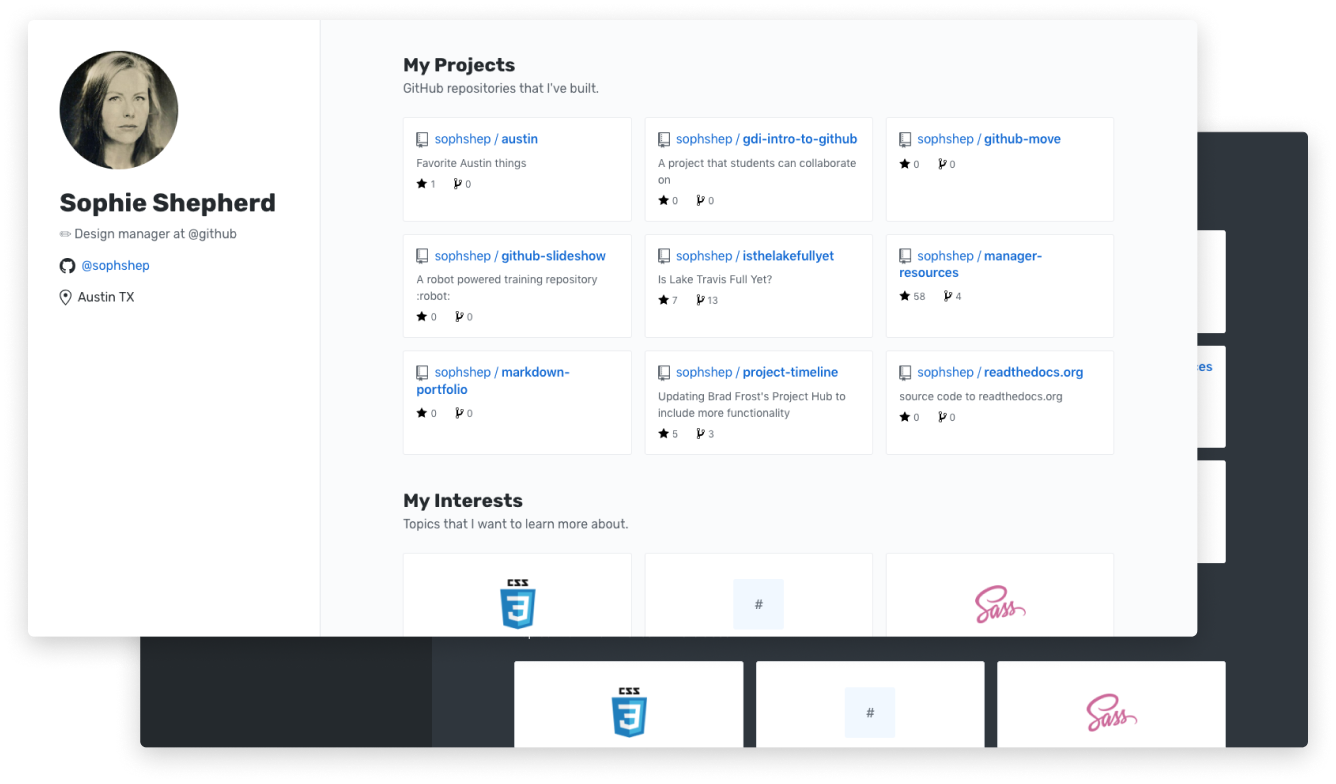 Sophie Shepherd
✏ Design manager at @github
@sophshep
Austin TX
My Projects
GitHub repositories that I've built.
sophshep / austin
Favorite Austin things
1 0
sophshep / gdi-intro-to-github
A project that students can collaborate
on
0 0
sophshep / github-move
0 0
sophshep / github-slideshow
A robot powered training repository
:robot:
0 0
sophshep / isthelakefullyet
Is Lake Travis Full Yet?
7 13
sophshep / manager-
resources
58 4
sophshep / markdown-
portfolio
0 0
sophshep / project-timeline
Updating Brad Frost's Project Hub to
include more functionality
5 3
sophshep / readthedocs.org
source code to readthedocs.org
0 0
My Interests
Topics that I want to learn more about.
CSS
3
#
Sass
es
CSS
3
#
Sass